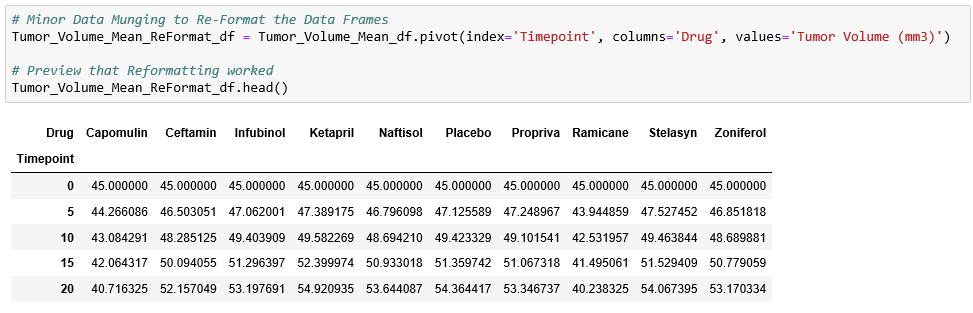 # Minor Data Munging to Re-Format the Data Frames
Tumor_Volume_Mean_ReFormat_df = Tumor_Volume_Mean_df.pivot(index='Timepoint', columns='Drug', values='Tumor Volume (mm3)')
# Preview that Reformatting worked
Tumor_Volume_Mean_ReFormat_df.head()
Drug Capomulin Ceftamin Infubinol Ketapril Naftisol Placebo Propriva Ramicane Stelasyn Zoniferol
Timepoint
0 45.000000 45.000000 45.000000 45.000000 45.000000 45.000000 45.000000 45.000000 45.000000 45.000000
5 44.266086 46.503051 47.062001 47.389175 46.796098 47.125589 47.248967 43.944859 47.527452 46.851818
10 43.084291 48.285125 49.403909 49.582269 48.694210 49.423329 49.101541 42.531957 49.463844 48.689881
15 42.064317 50.094055 51.296397 52.399974 50.933018 51.359742 51.067318 41.495061 51.529409 50.779059
20 40.716325 52.157049 53.197691 54.920935 53.644087 54.364417 53.346737 40.238325 54.067395 53.170334